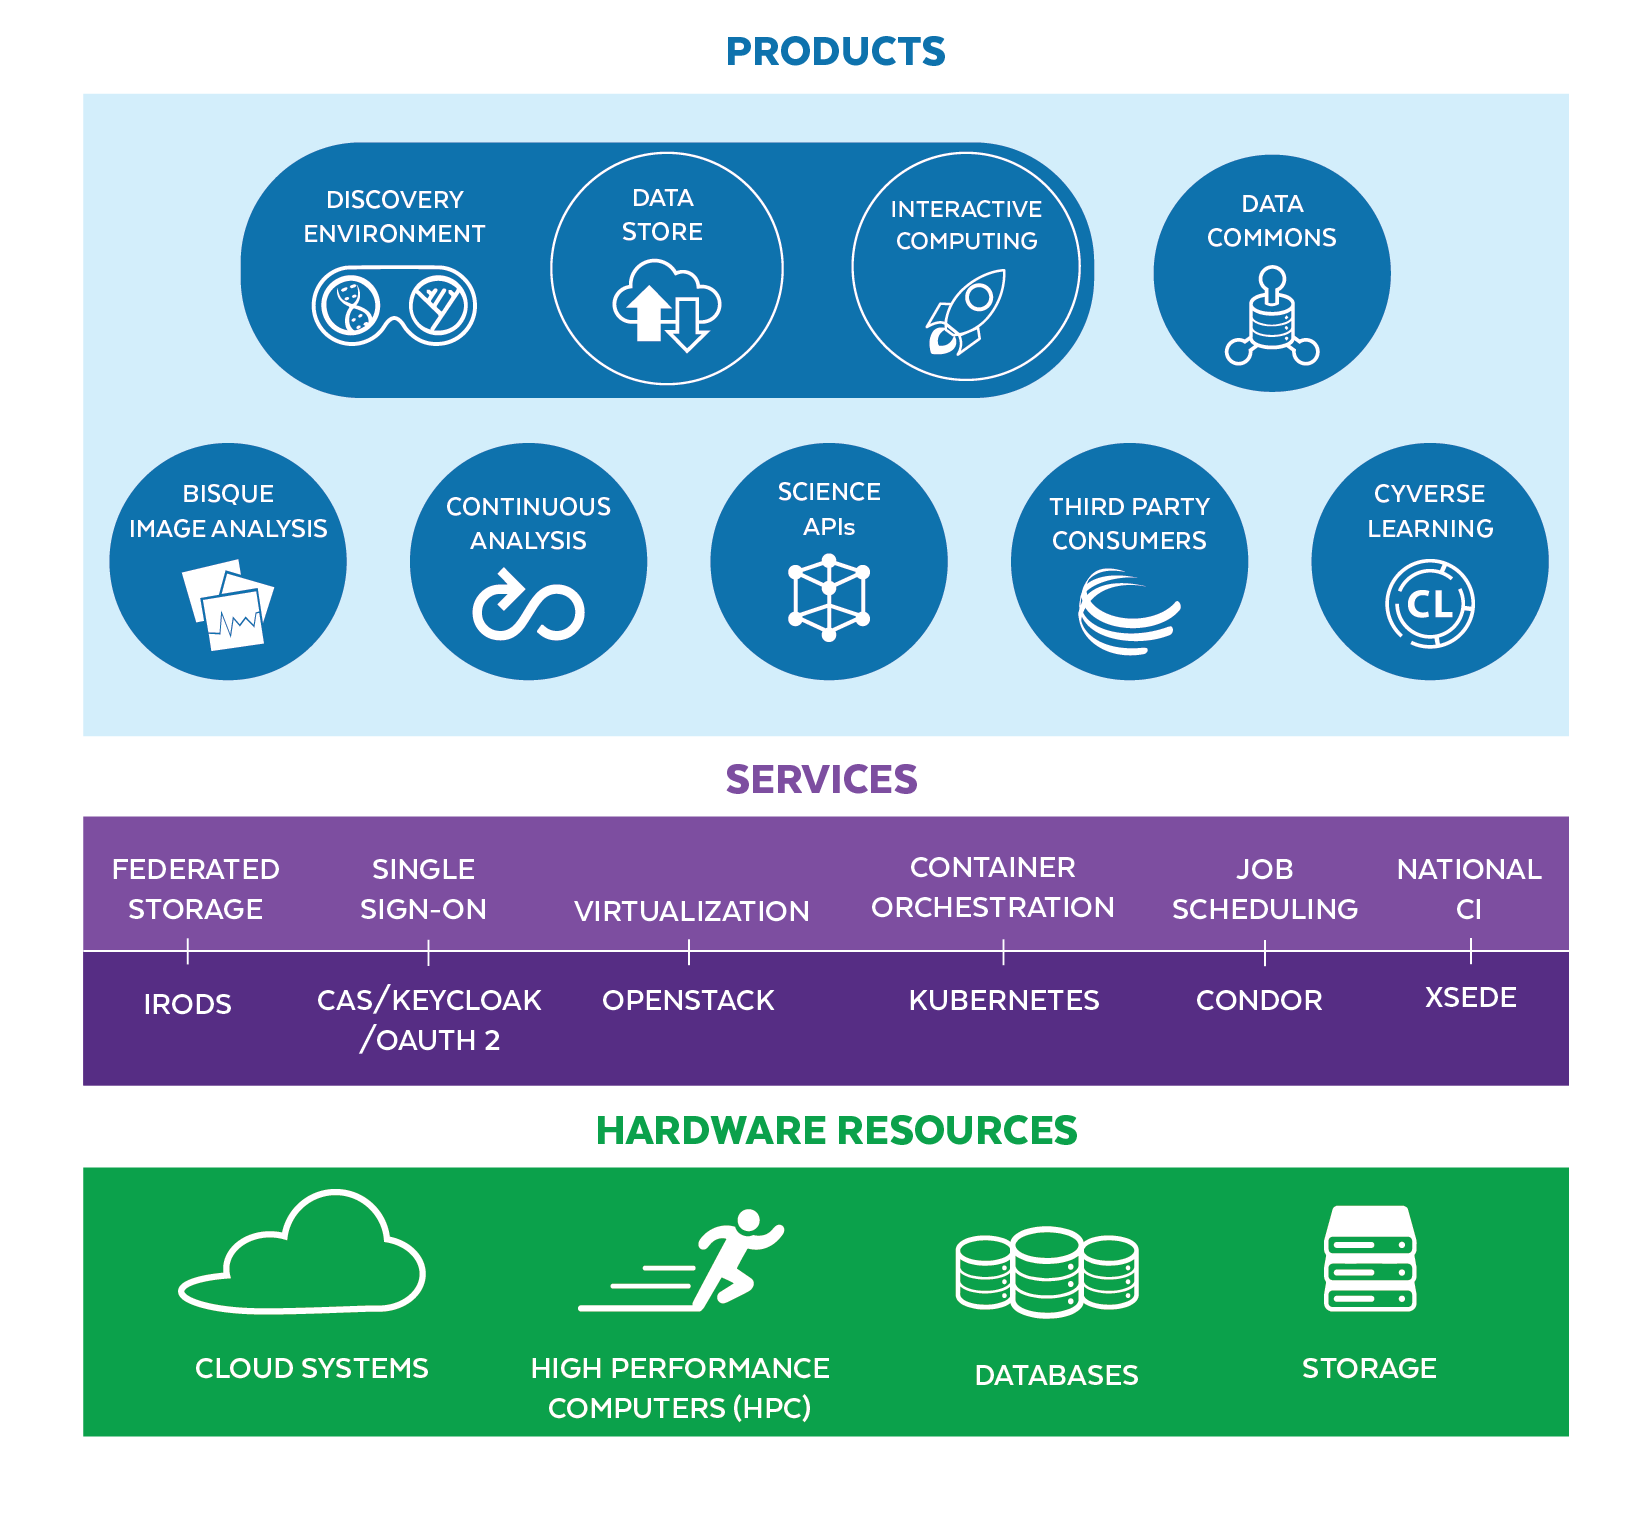 PRODUCTS
DISCOVERY
ENVIRONMENT
DATA
STORE
INTERACTIVE
COMPUTING
DATA
COMMONS
BISQUE
IMAGE ANALYSIS
CONTINUOUS
ANALYSIS
SCIENCE
APIs
THIRD PARTY
CONSUMERS
CYVERSE
LEARNING
CL
SERVICES
FEDERATED
STORAGE
SINGLE
SIGN-ON
VIRTUALIZATION
CONTAINER
ORCHESTRATION
JOB
SCHEDULING
NATIONAL
CI
IRODS
CAS/KEYCLOAK
/OAUTH 2
OPENSTACK
KUBERNETES
CONDOR
XSEDE
HARDWARE RESOURCES
CLOUD SYSTEMS
HIGH PERFORMANCE
COMPUTERS (HPC)
DATABASES
STORAGE